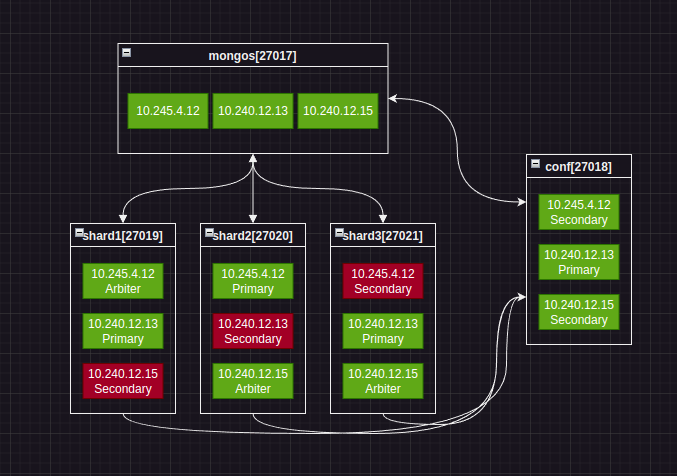 mongos[27017]
10.245.4.12
10.240.12.13
10.240.12.15
conf[27018]
10.245.4.12
Secondary
10.240.12.13
Primary
10.240.12.15
Secondary
shard1[27019]
10.245.4.12
Arbiter
10.240.12.13
Primary
10.240.12.15
Secondary
shard2[27020]
10.245.4.12
Primary
10.240.12.13
Secondary
10.240.12.15
Arbiter
shard3[27021]
10.245.4.12
Secondary
10.240.12.13
Primary
10.240.12.15
Arbiter